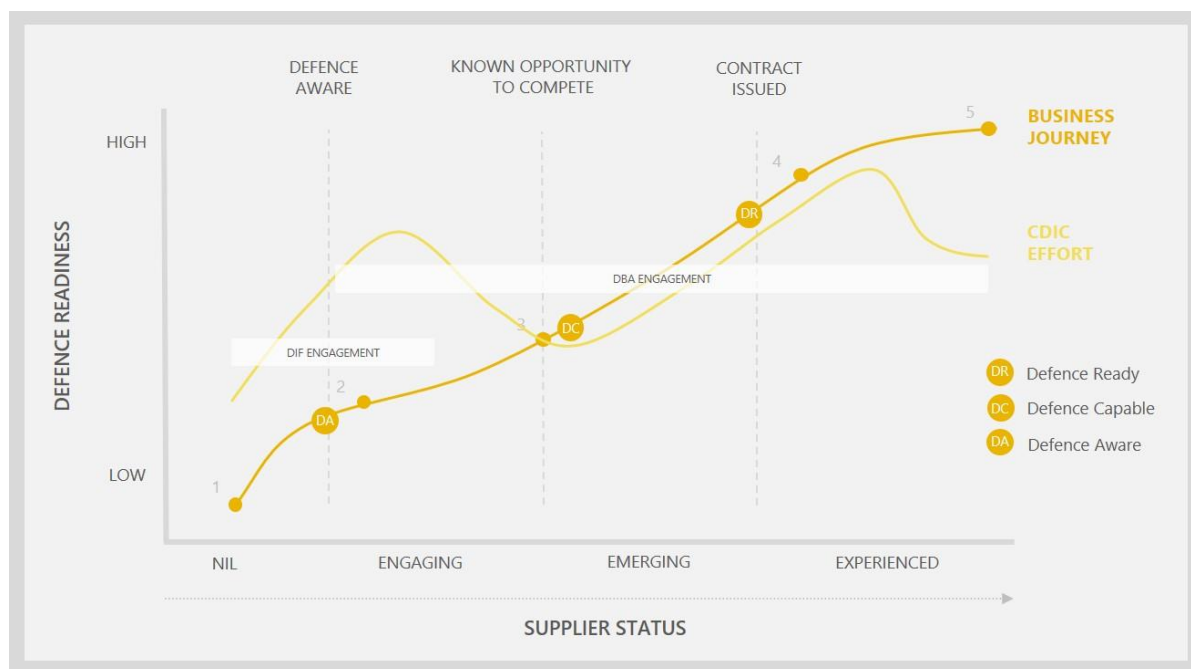 DEFENCE
AWARE
KNOWN OPPORTUNITY
TO COMPETE
CONTRACT
ISSUED
5
BUSINESS
JOURNEY
HIGH
4
DR
CDIC
EFFORT
DBA ENGAGEMENT
3
DC
DIF ENGAGEMENT
DEFENCE READINESS
2
DA
DR Defence Ready
DC Defence Capable
DA Defence Aware
LOW
1
NIL
ENGAGING
EMERGING
EXPERIENCED
SUPPLIER STATUS